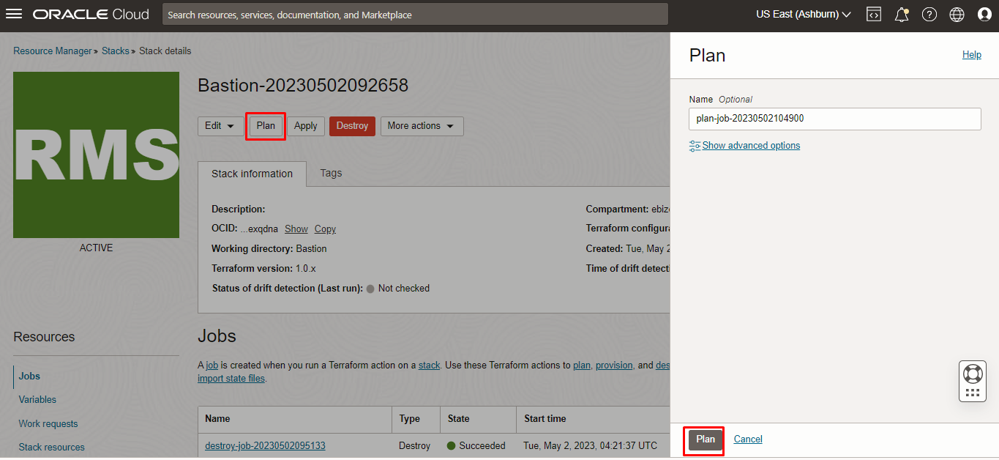 ORACLE Cloud
Search resources, services, documentation, and Marketplace
US East (Ashburn)
Resource Manager » Stacks » Stack details
RMS
ACTIVE
Bastion-20230502092658
Edit Plan Apply Destroy More actions
Stack information Tags
Description:
OCID: ...exqdna Show Copy
Working directory: Bastion
Terraform version: 1.0.x
Status of drift detection (Last run): Not checked
Compartment: ebiz
Terraform configura
Created: Tue, May 2
Time of drift detecti
Resources
Jobs
Variables
Work requests
Stack resources
Jobs
A job is created when you run a Terraform action on a stack. Use these Terraform actions to plan, provision, and des
import state files.
Name Type State Start time
destroy-job-20230502095133 Destroy Succeeded Tue, May 2, 2023, 04:21:37 UTC
Plan
Help
Name Optional
plan-job-20230502104900
Show advanced options
Plan Cancel